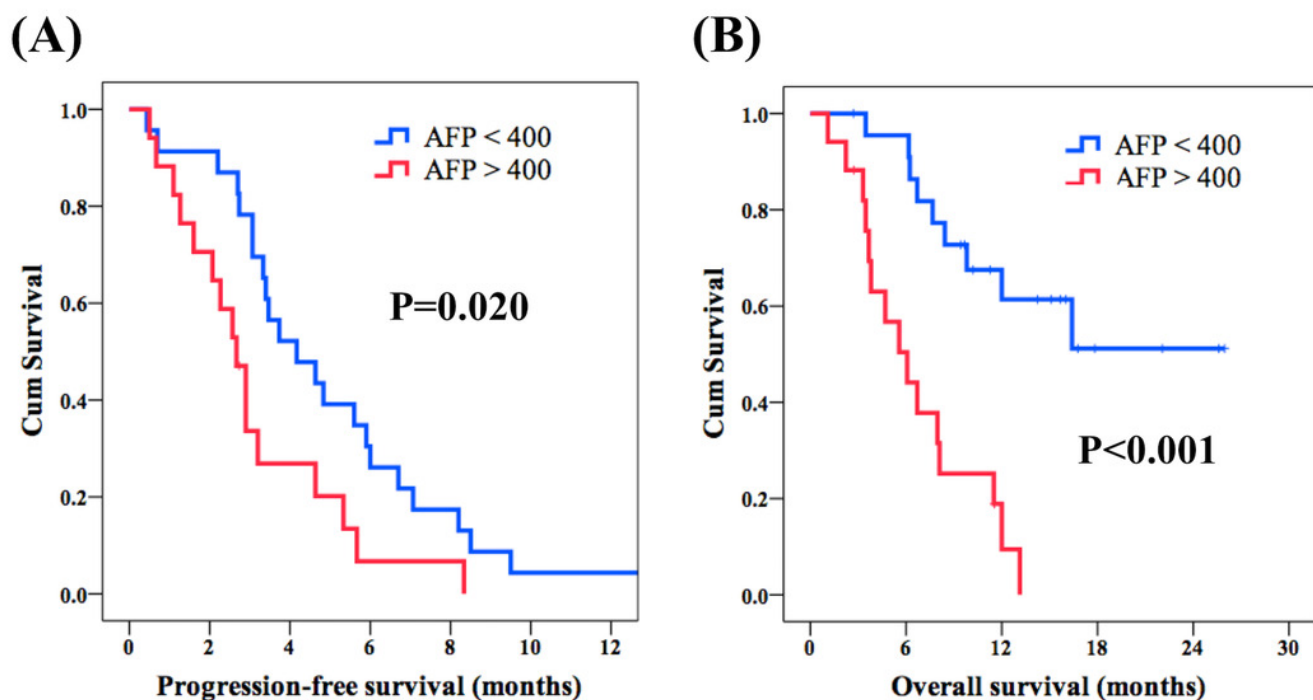 (A)
1.0
0.8
0.6
0.4
0.2
0.0
Cum Survival
AFP < 400
AFP > 400
P=0.020
0 2 4 6 8 10 12
Progression-free survival (months)
(B)
1.0
0.8
0.6
0.4
0.2
0.0
Cum Survival
AFP < 400
AFP > 400
P<0.001
0 6 12 18 24 30
Overall survival (months)